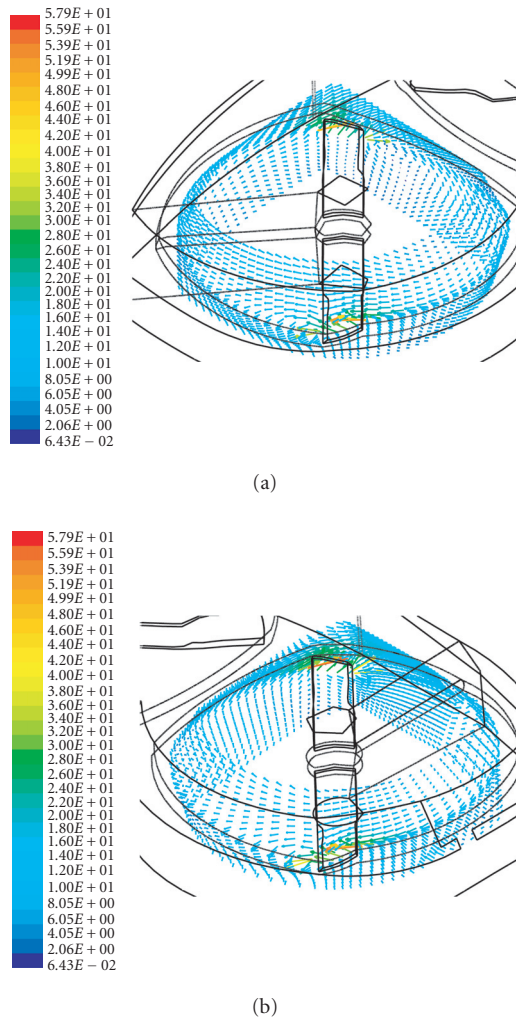 5.79E + 01
5.59E + 01
5.39E + 01
5.19E + 01
4.99E + 01
4.80E + 01
4.60E + 01
4.40E + 01
4.20E + 01
4.00E + 01
3.80E + 01
3.60E + 01
3.40E + 01
3.20E + 01
3.00E + 01
2.80E + 01
2.60E + 01
2.40E + 01
2.20E + 01
2.00E + 01
1.80E + 01
1.60E + 01
1.40E + 01
1.20E + 01
1.00E + 01
8.05E + 00
6.05E + 00
4.05E + 00
2.06E + 00
6.43E − 02
(a)
5.79E + 01
5.59E + 01
5.39E + 01
5.19E + 01
4.99E + 01
4.80E + 01
4.60E + 01
4.40E + 01
4.20E + 01
4.00E + 01
3.80E + 01
3.60E + 01
3.40E + 01
3.20E + 01
3.00E + 01
2.80E + 01
2.60E + 01
2.40E + 01
2.20E + 01
2.00E + 01
1.80E + 01
1.60E + 01
1.40E + 01
1.20E + 01
1.00E + 01
8.05E + 00
6.05E + 00
4.05E + 00
2.06E + 00
6.43E − 02
(b)